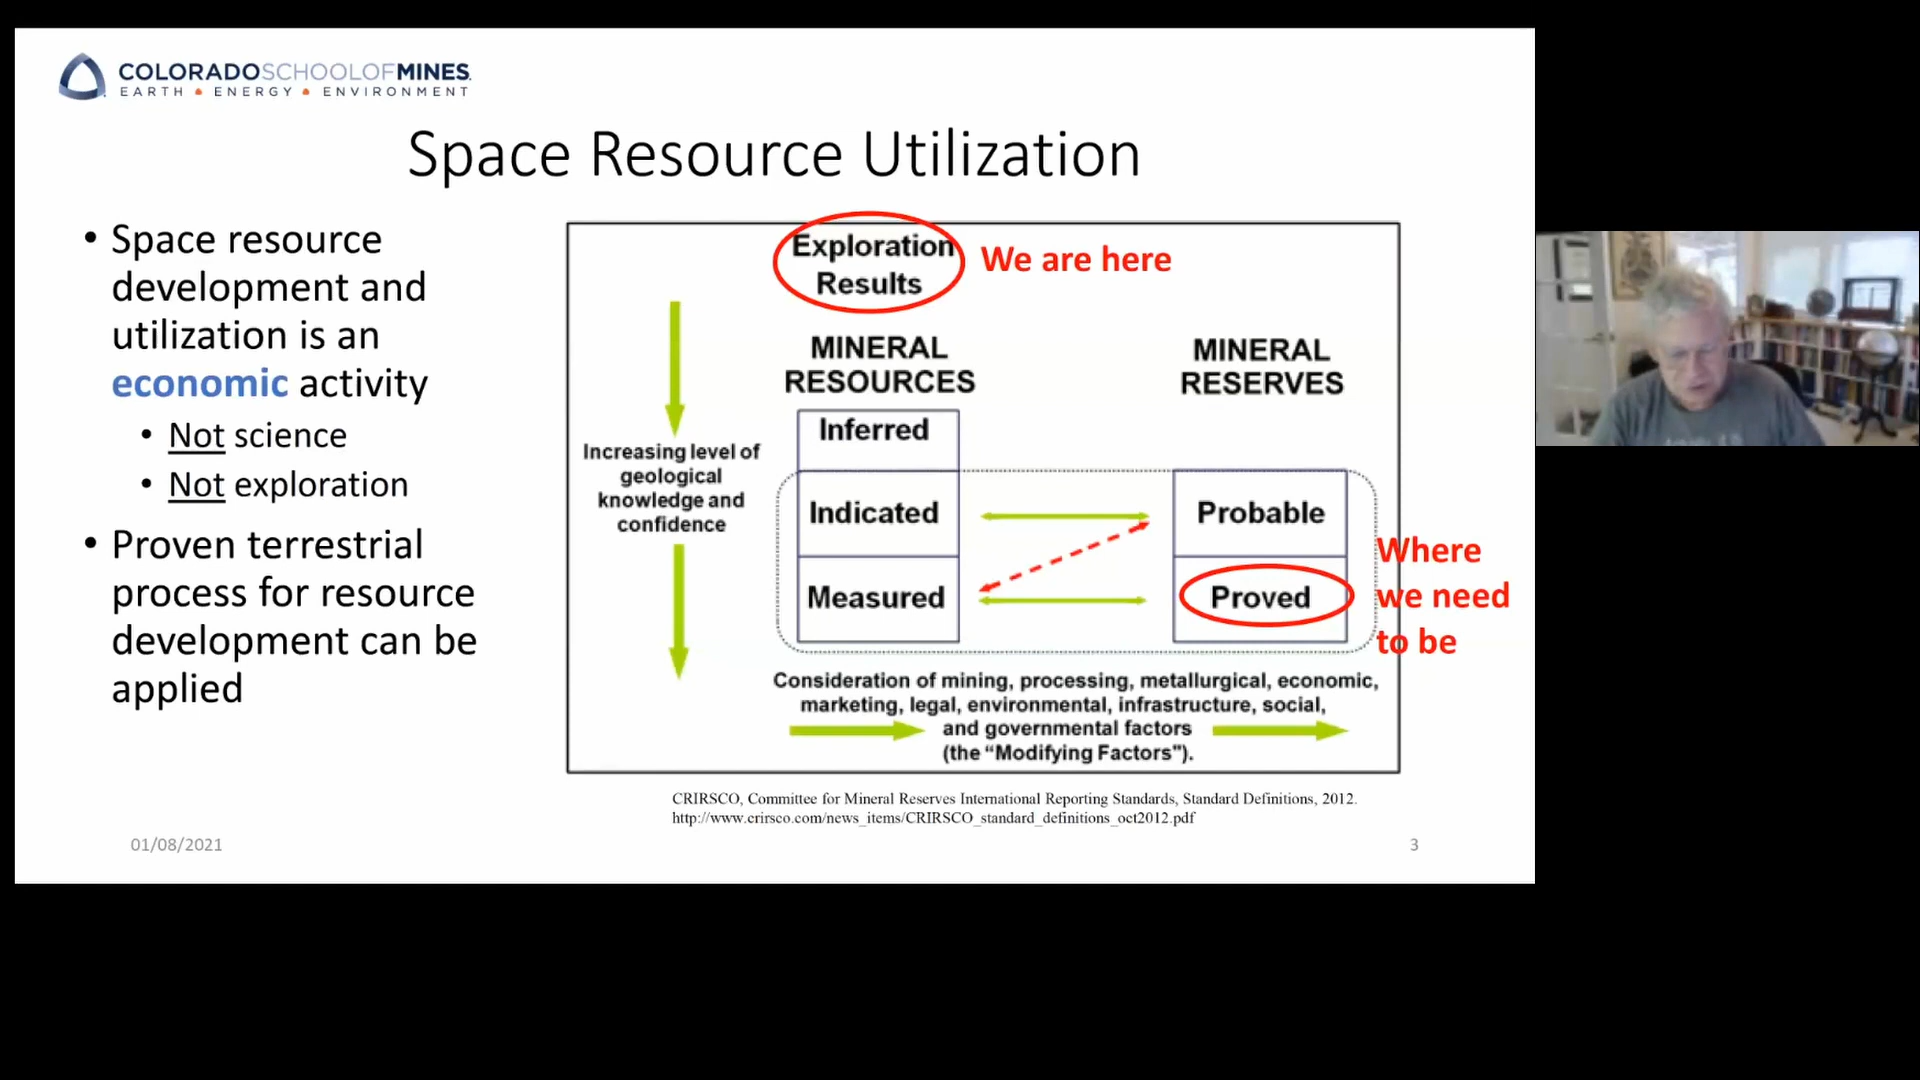 COLORADOSCHOOLOFMINES
EARTH • ENERGY • ENVIRONMENT
Space Resource Utilization
• Space resource
development and
utilization is an
economic activity
• Not science
• Not exploration
• Proven terrestrial
process for resource
development can be
applied
Exploration
Results
We are here
MINERAL
RESOURCES
MINERAL
RESERVES
Inferred
Increasing level of
geological
knowledge and
confidence
Indicated
Probable
Measured
Proved
Where
we need
to be
Consideration of mining, processing, metallurgical, economic,
marketing, legal, environmental, infrastructure, social,
and governmental factors
(the “Modifying Factors").
CRIRSCO, Committee for Mineral Reserves International Reporting Standards, Standard Definitions, 2012.
http://www.crirsco.com/news_items/CRIRSCO_standard_definitions_oct2012.pdf
01/08/2021
3